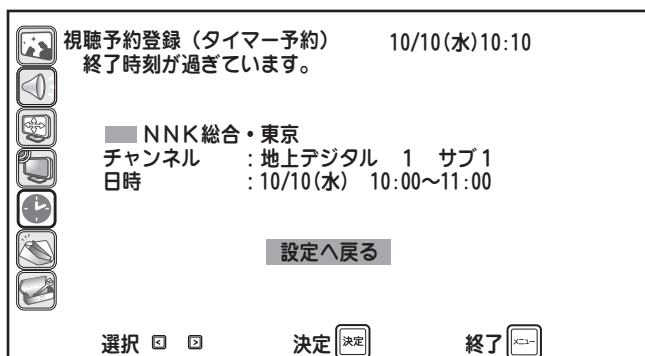 視聴予約登録（タイマー予約） 10/10(水)10:10
終了時刻が過ぎています。
NNK総合・東京
チャンネル ：地上デジタル 1 サブ1
日時 ：10/10(水) 10:00〜11:00
設定へ戻る
選択 決定 決定 終了 メニュー